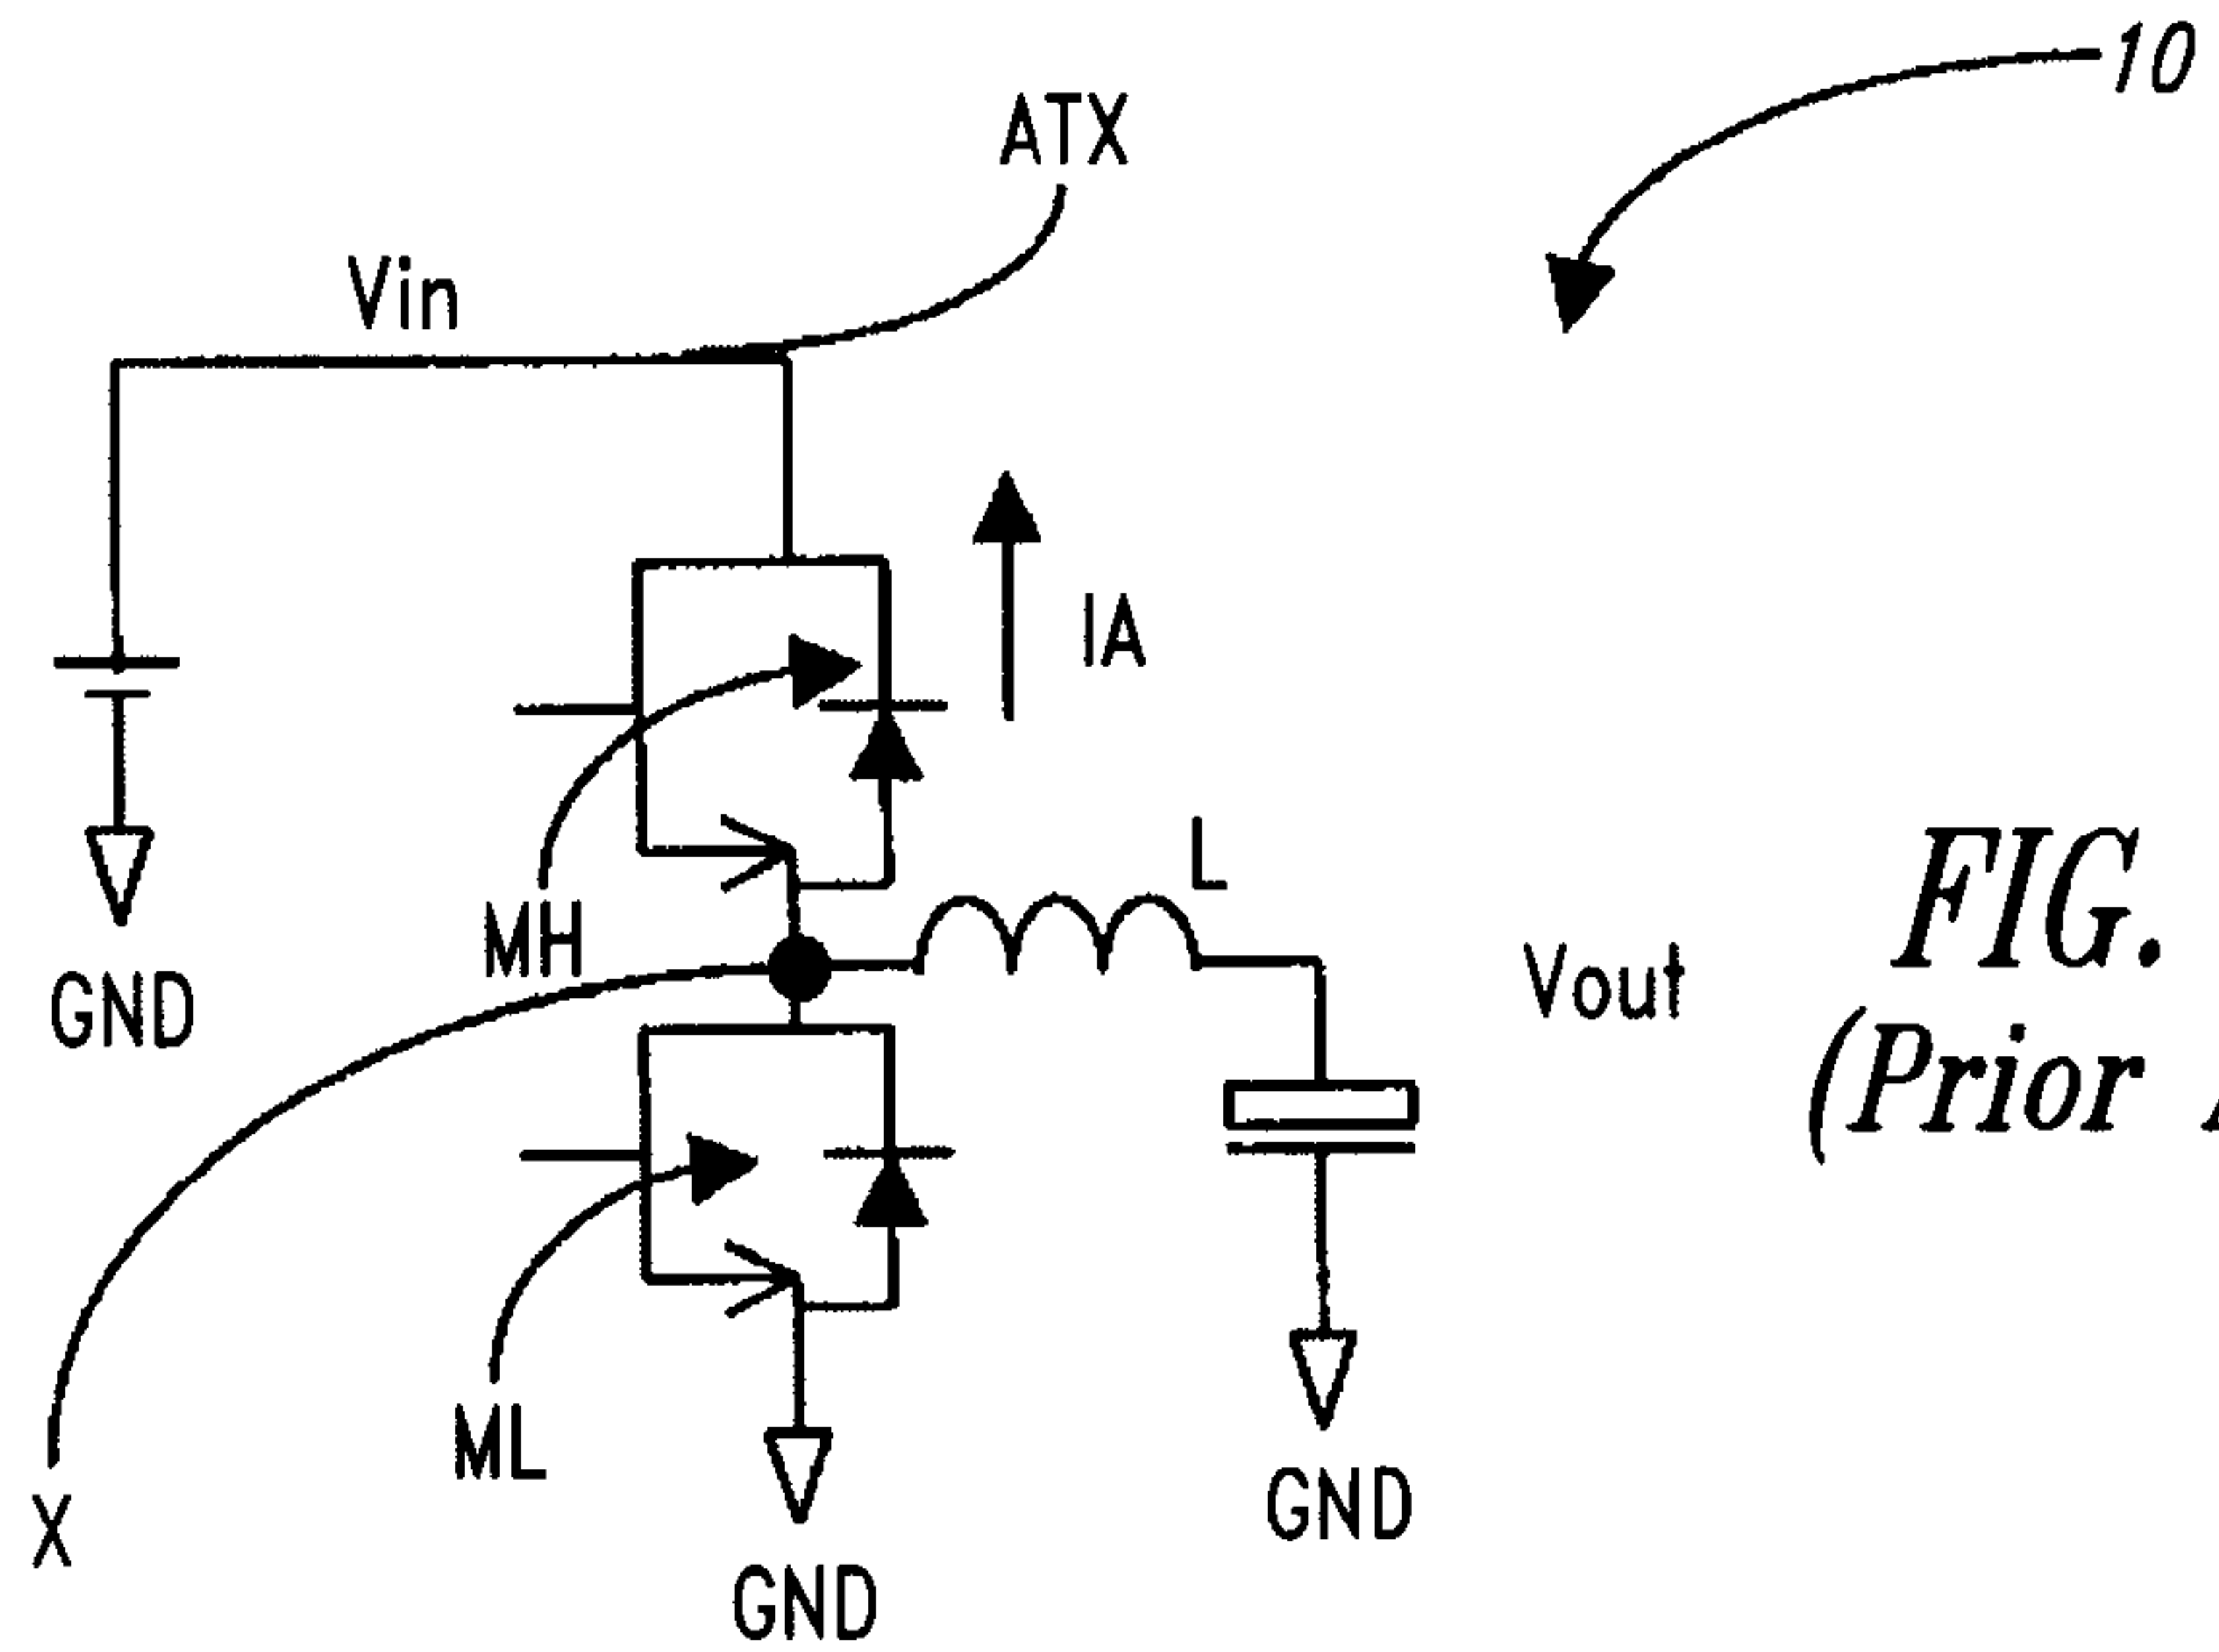 10
ATX
Vin
IA
L
MH
GND
Vout
FIG.
(Prior
ML
X
GND
GND